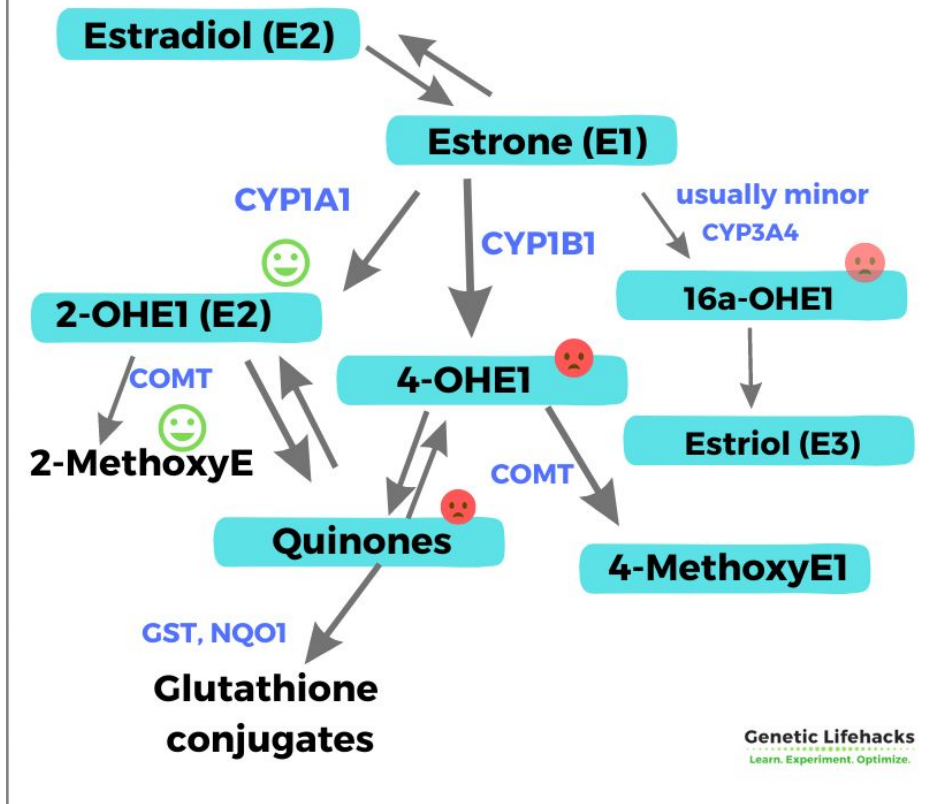 Estradiol (E2)
Estrone (E1)
CYP1A1
usually minor
CYP3A4
CYP1B1
2-OHE1 (E2)
16a-OHE1
COMT
4-OHE1
2-MethoxyE
Estriol (E3)
COMT
Quinones
4-MethoxyE1
GST, NQO1
Glutathione
conjugates
Genetic Lifehacks
Learn. Experiment. Optimize.